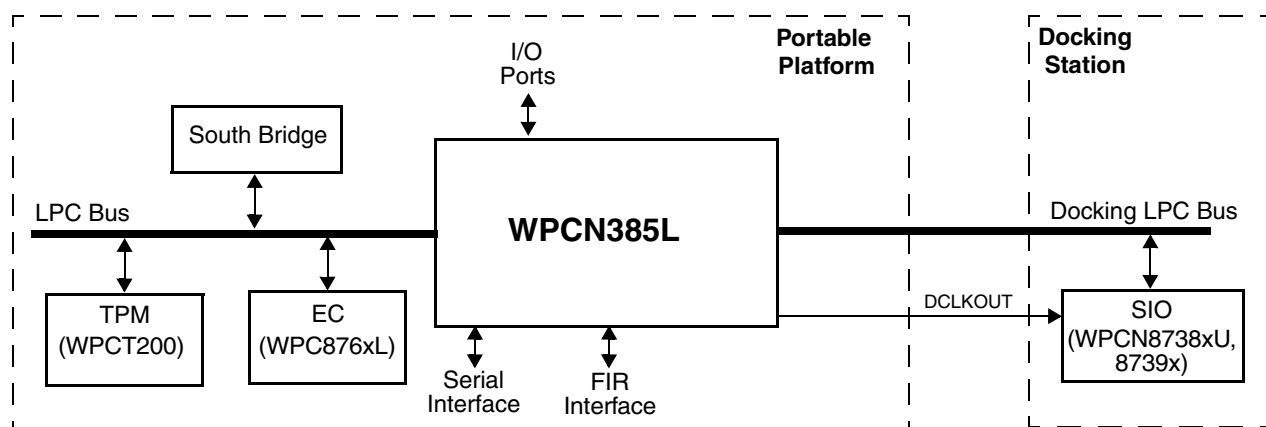 Portable
Platform
Docking
Station
I/O
Ports
South Bridge
LPC Bus
WPCN385L
Docking LPC Bus
TPM
(WPCT200)
EC
(WPC876xL)
DCLKOUT
SIO
(WPCN8738xU,
8739x)
Serial
Interface
FIR
Interface